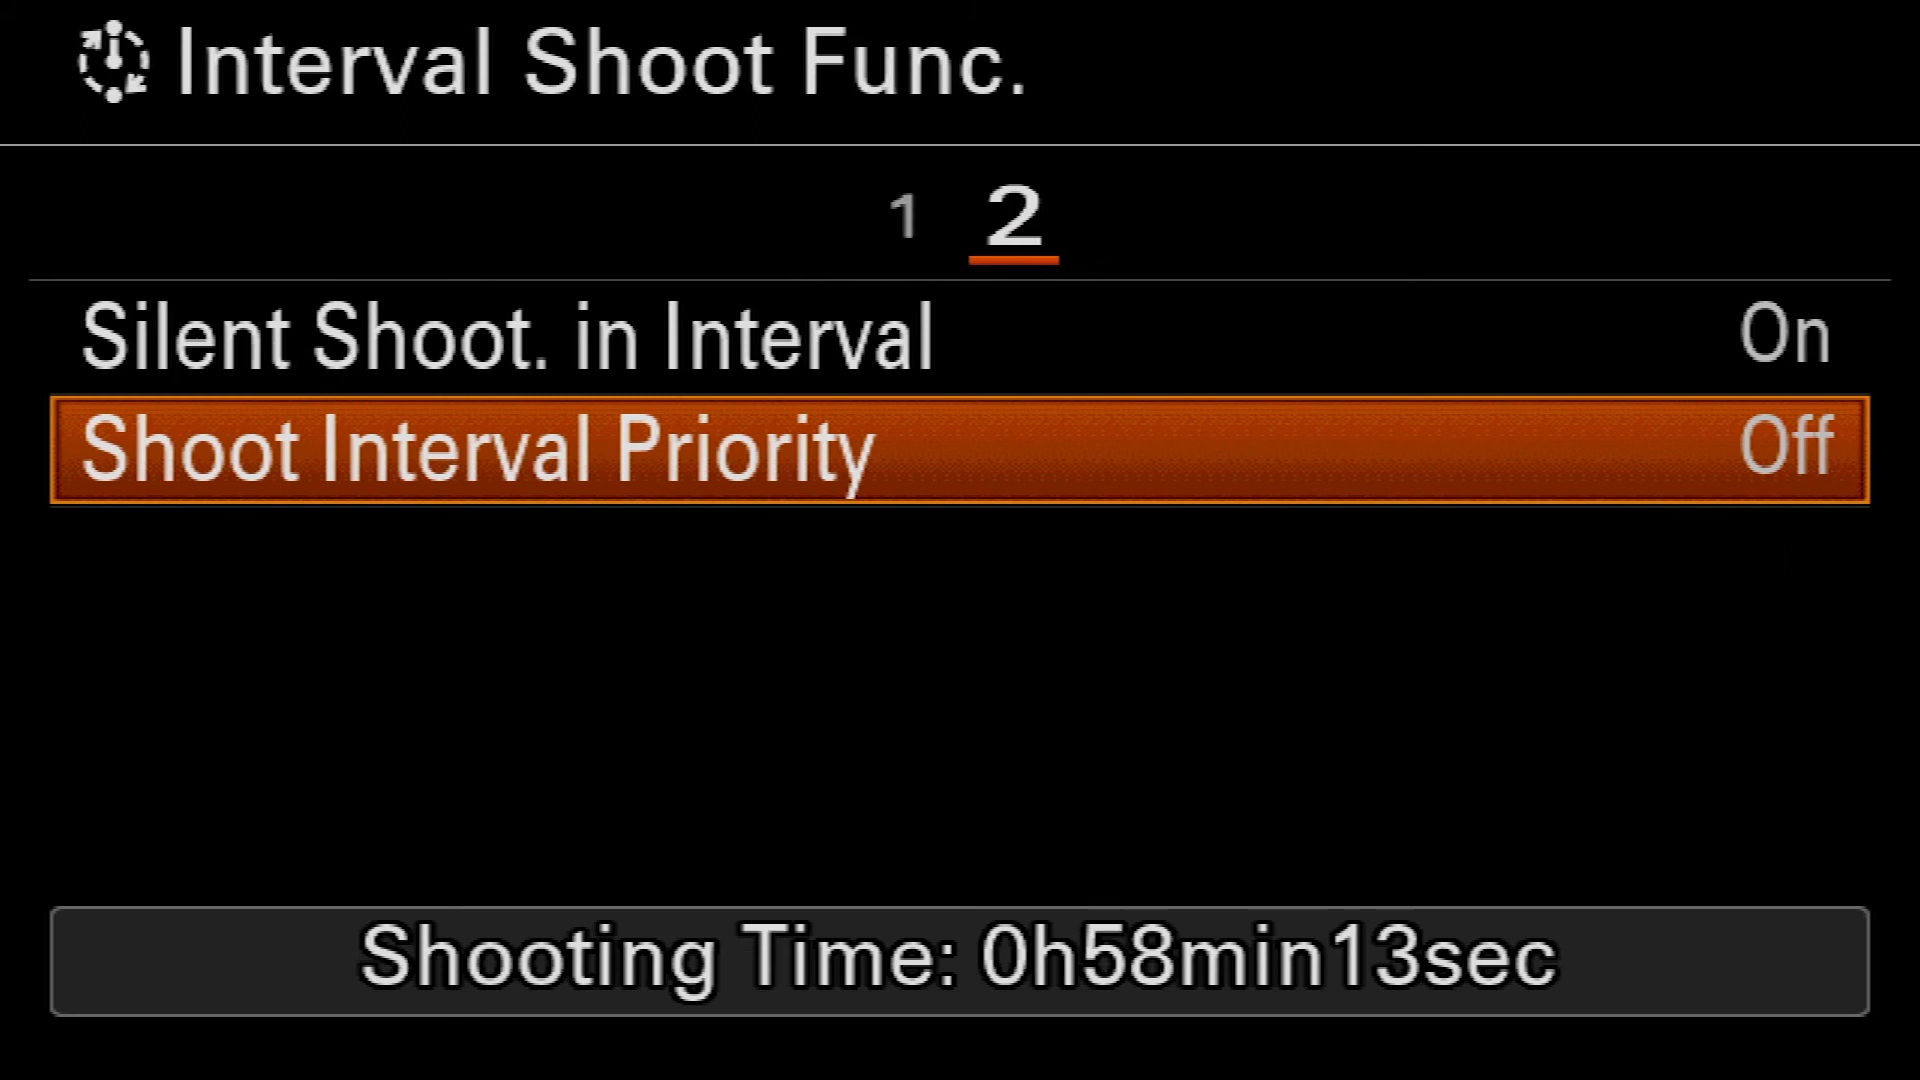 Interval Shoot Func.
1 2
Silent Shoot. in Interval On
Shoot Interval Priority Off
Shooting Time: 0h58min13sec